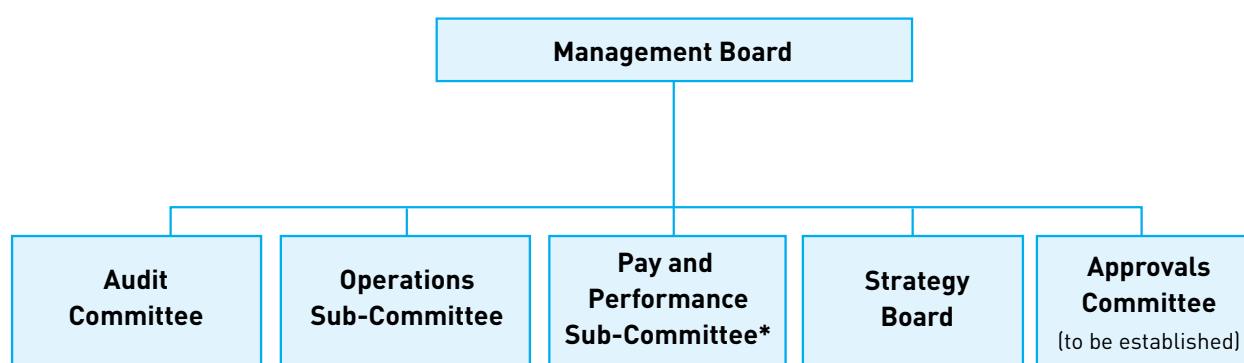 Management Board
Audit
Committee
Operations
Sub-Committee
Pay and
Performance
Sub-Committee*
Strategy
Board
Approvals
Committee
(to be established)